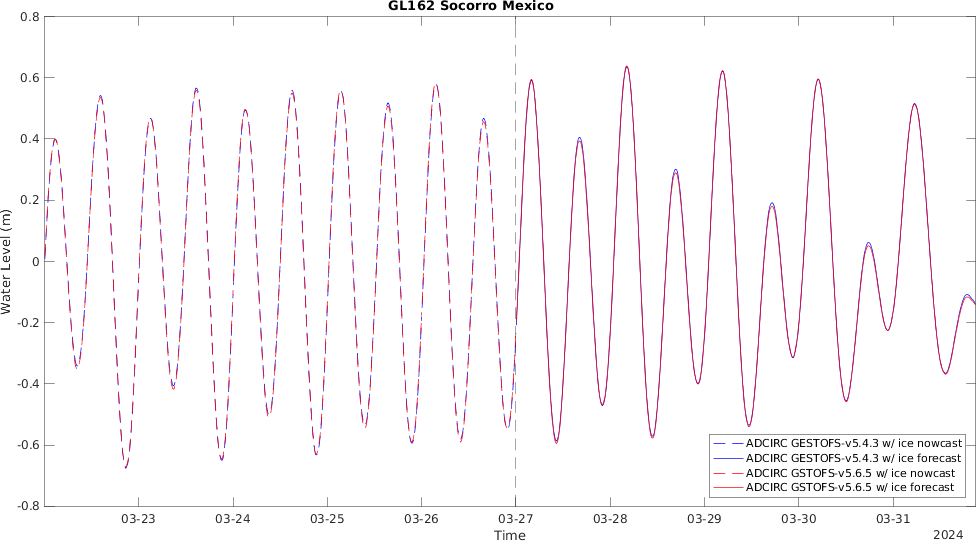 GL162 Socorro Mexico
0.8
0.6
0.4
0.2
0
-0.2
-0.4
-0.6
-0.8
Water Level (m)
03-23 03-24 03-25 03-26 03-27 03-28 03-29 03-30 03-31
Time
2024
ADCIRC GESTOFS-v5.4.3 w/ ice nowcast
ADCIRC GESTOFS-v5.4.3 w/ ice forecast
ADCIRC GSTOFS-v5.6.5 w/ ice nowcast
ADCIRC GSTOFS-v5.6.5 w/ ice forecast